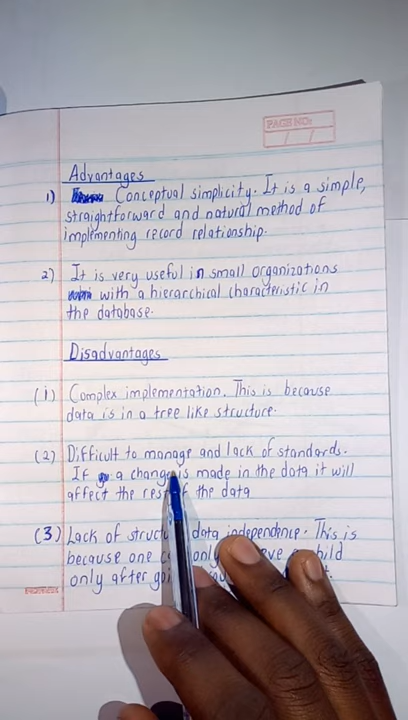 PAGE NO:
/ /
Advantages
1) Conceptual simplicity. It is a simple,
straightforward and natural method of
implementing record relationship.
2) It is very useful in small organizations
with a hierarchical characteristic in
the database.
Disadvantages
(1) Complex implementation. This is because
data is in a tree like structure.
(2) Difficult to manage and lack of standards.
If a change is made in the data it will
affect the rest of the data
(3) Lack of data independence. This is
because one only child
only after